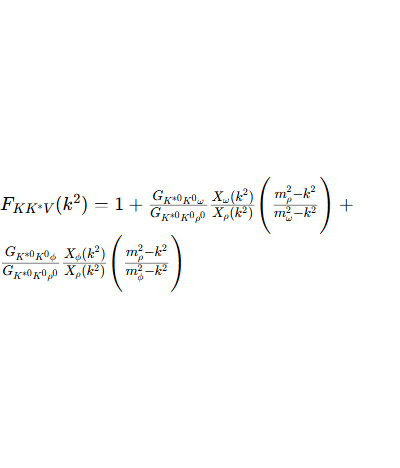 F_{KK^*V}(k^2) = 1 + \frac{G_{K^{*0}K^0\omega}}{G_{K^{*0}K^0\rho^0}} \frac{X_\omega(k^2)}{X_\rho(k^2)} \left( \frac{m_\rho^2-k^2}{m_\omega^2-k^2} \right) +
\frac{G_{K^{*0}K^0\phi}}{G_{K^{*0}K^0\rho^0}} \frac{X_\phi(k^2)}{X_\rho(k^2)} \left( \frac{m_\rho^2-k^2}{m_\phi^2-k^2} \right)